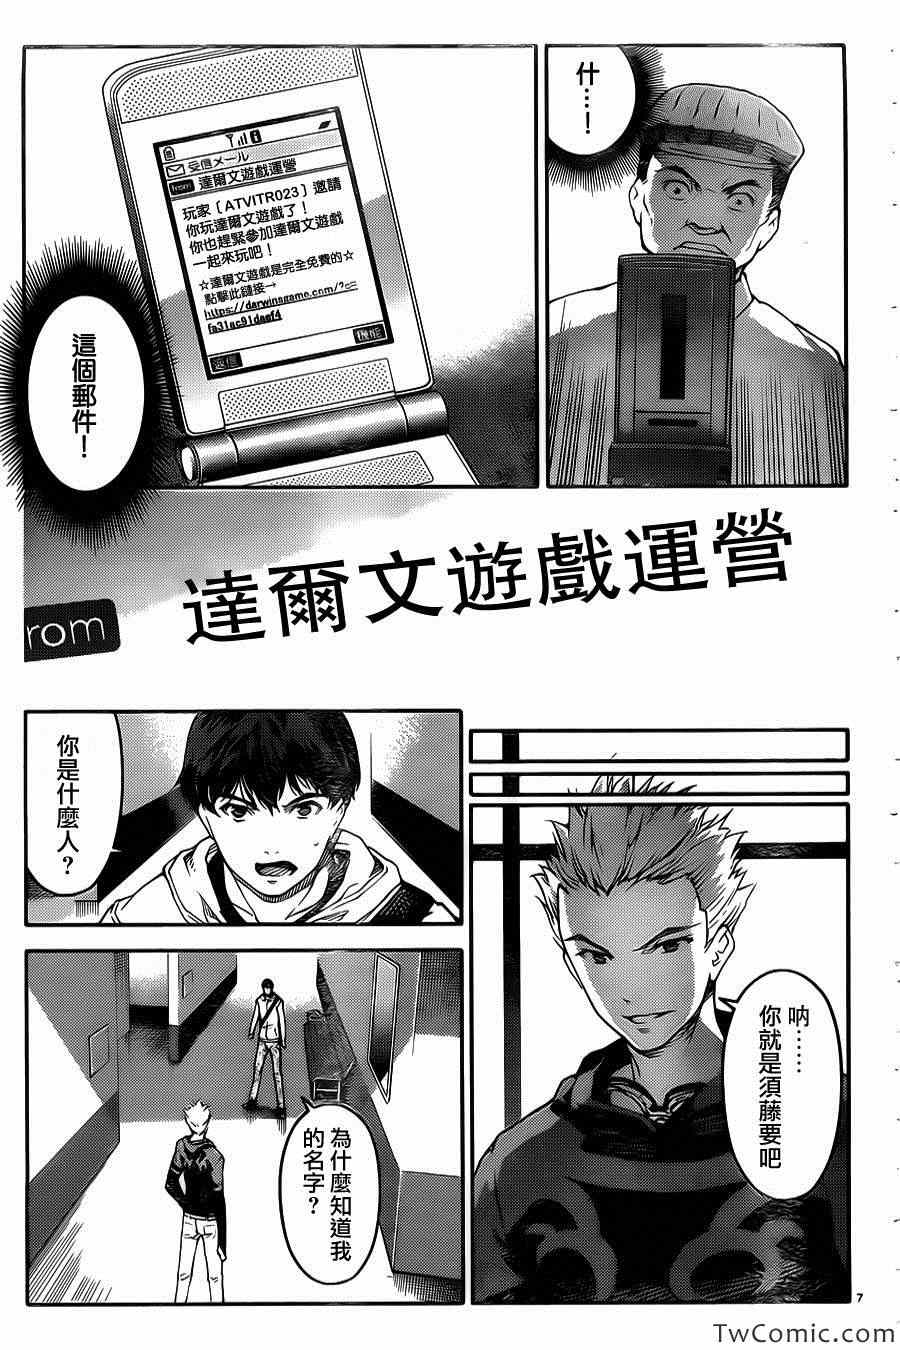 什…！
受信メール
from 達爾文遊戲運營
玩家〔ATVITR023〕邀請
你玩達爾文遊戲了！
你也趕緊參加達爾文遊戲
一起來玩吧！
☆達爾文遊戲是完全免費的☆
點擊此鏈接→
https://darwinsgame.com/?c=
返信
機能
這個郵件！
rom
達爾文遊戲運營
呐……
你就是須藤要吧
你是什麼人？
為什麼知道我
的名字？
7
TwComic.com